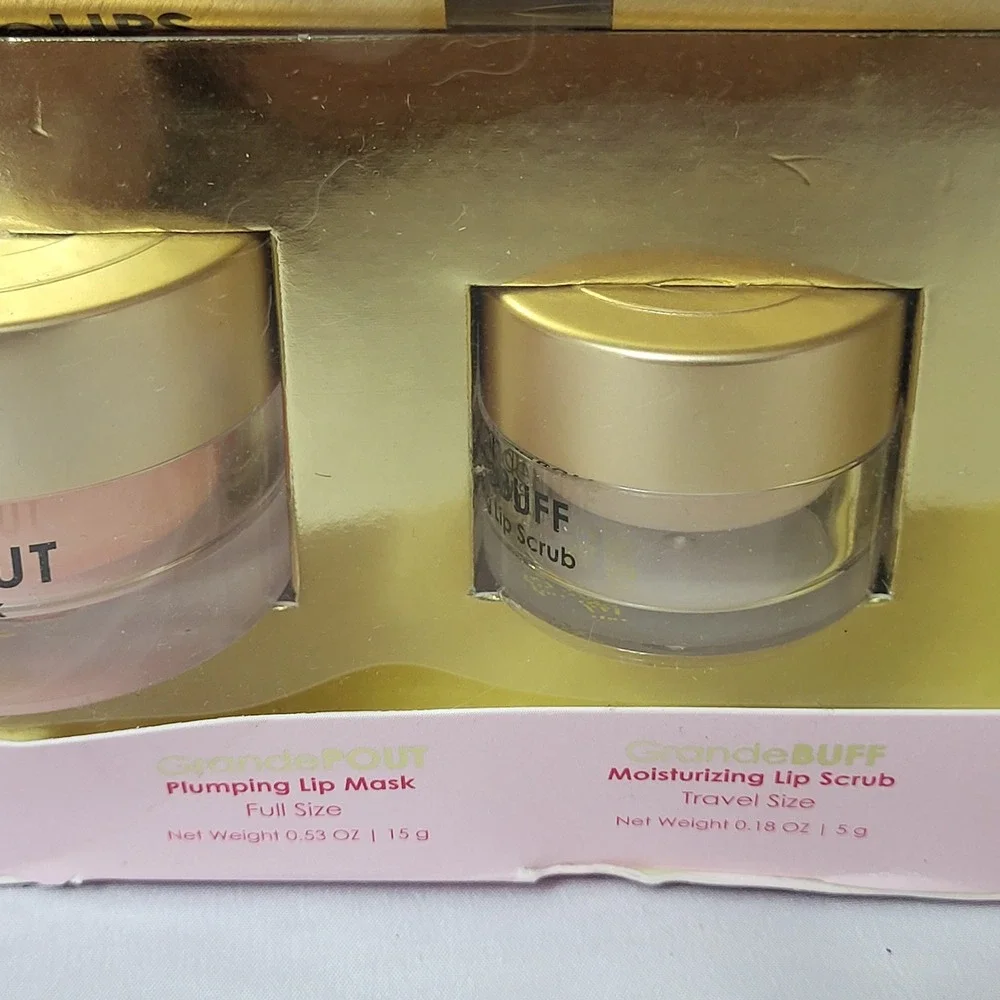 LIPS
UT
BUFF
Lip Scrub
GrandePOUT
Plumping Lip Mask
Full Size
Net Weight 0.53 OZ | 15 g
GrandeBUFF
Moisturizing Lip Scrub
Travel Size
Net Weight 0.18 OZ | 5 g